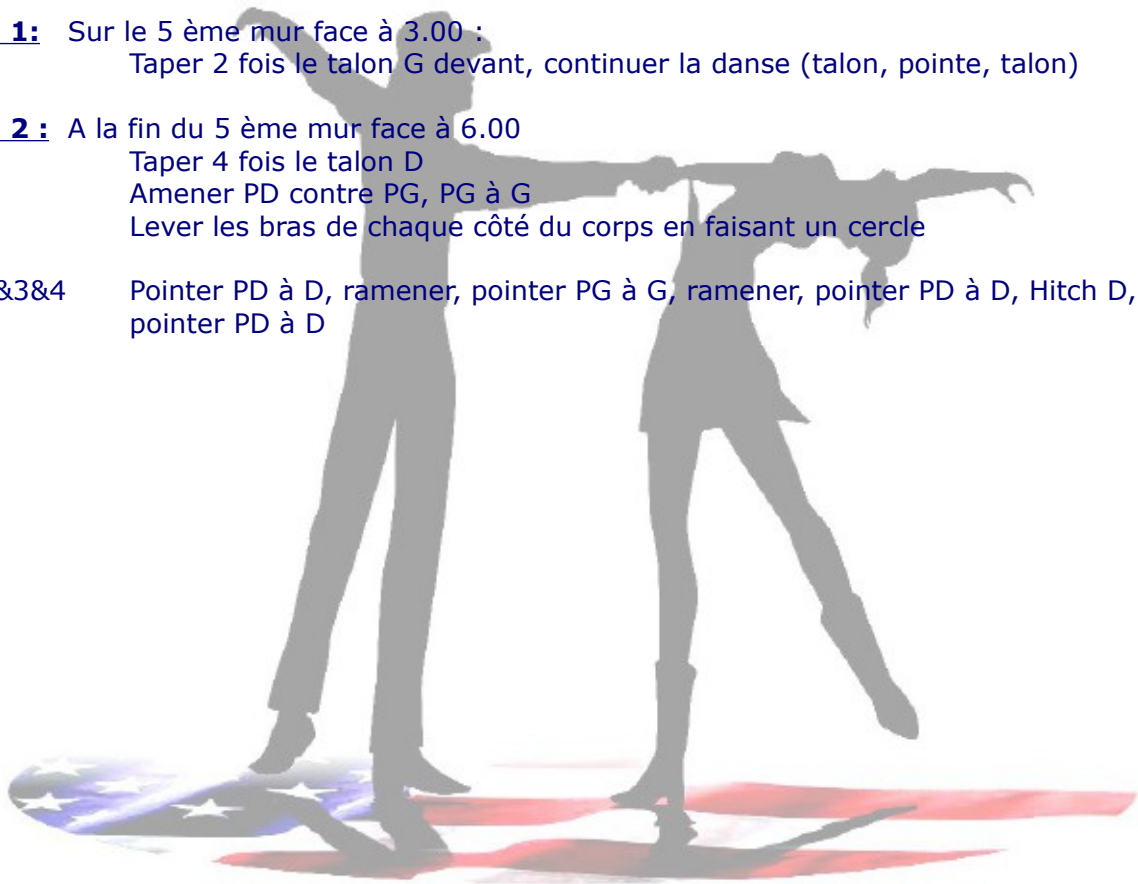 1: Sur le 5 ème mur face à 3.00 :
Taper 2 fois le talon G devant, continuer la danse (talon, pointe, talon)
2 : A la fin du 5 ème mur face à 6.00
Taper 4 fois le talon D
Amener PD contre PG, PG à G
Lever les bras de chaque côté du corps en faisant un cercle
&3&4 Pointer PD à D, ramener, pointer PG à G, ramener, pointer PD à D, Hitch D,
pointer PD à D